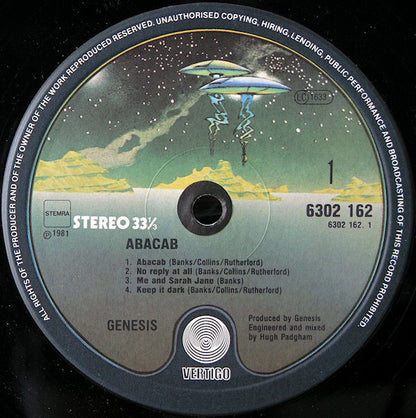 ALL RIGHTS OF THE PRODUCER AND OF THE OWNER OF THE WORK REPRODUCED RESERVED. UNAUTHORISED COPYING, HIRING, LENDING, PUBLIC PERFORMANCE AND BROADCASTING OF THIS RECORD PROHIBITED.
LC 1633
1
STEMRA
STEREO 33⅓
6302 162
6302 162. 1
Ⓟ 1981
ABACAB
1. Abacab (Banks/Collins/Rutherford)
2. No reply at all (Banks/Collins/Rutherford)
3. Me and Sarah Jane (Banks)
4. Keep it dark (Banks/Collins/Rutherford)
GENESIS
Produced by Genesis
Engineered and mixed
by Hugh Padgham
VERTIGO